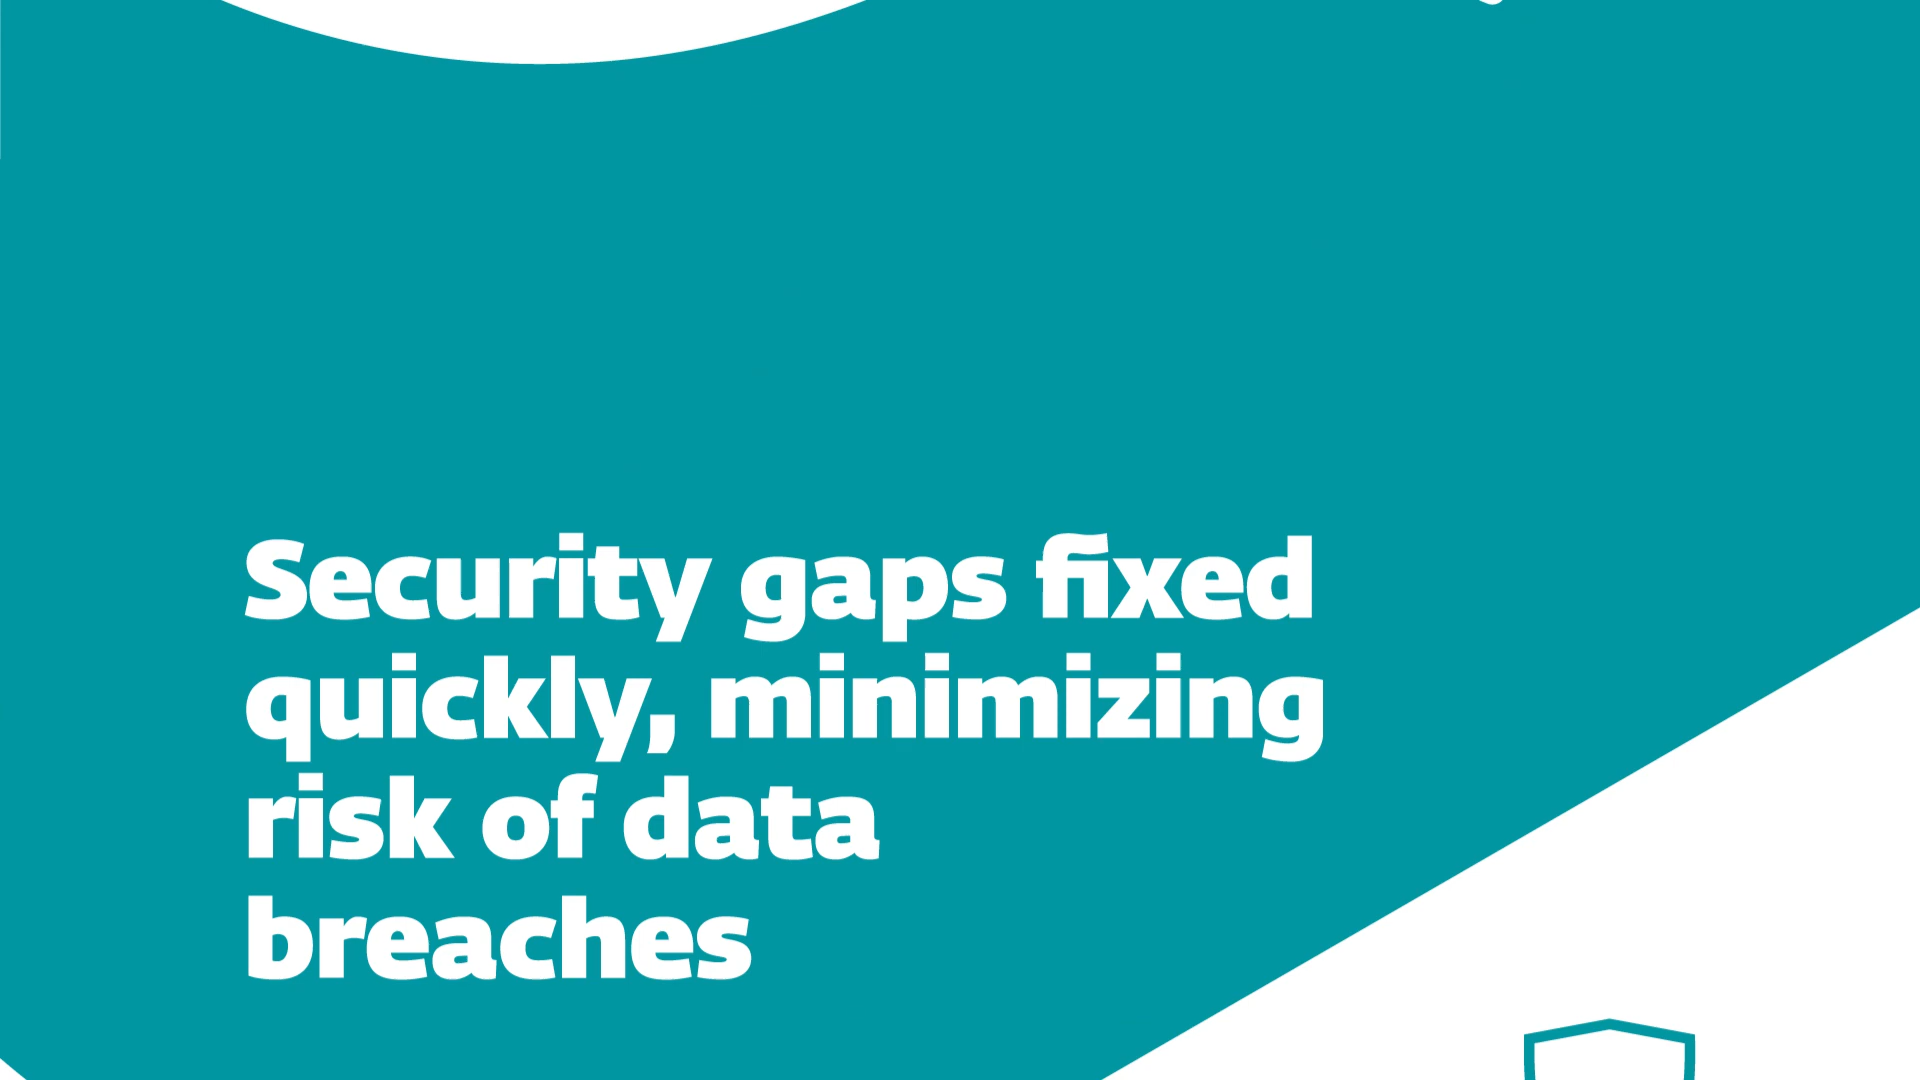 Security gaps fixed
quickly, minimizing
risk of data
breaches